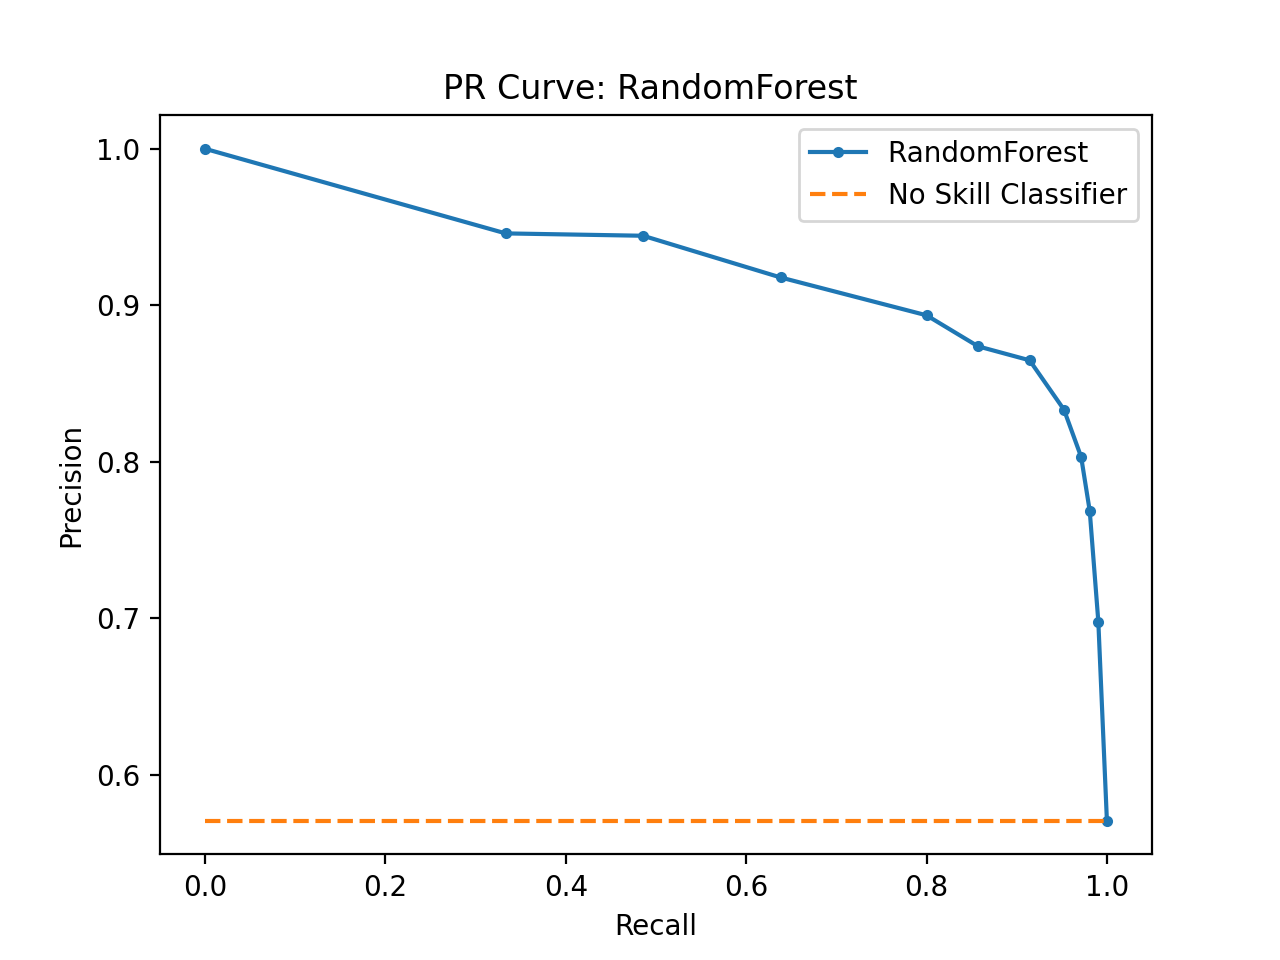 PR Curve: RandomForest
RandomForest
No Skill Classifier
1.0
0.9
0.8
0.7
0.6
Precision
0.0 0.2 0.4 0.6 0.8 1.0
Recall